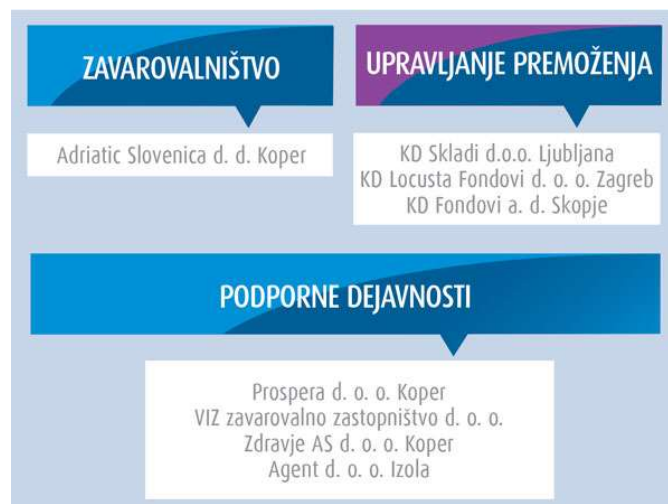 ZAVAROVALNIŠTVO
Adriatic Slovenica d. d. Koper
UPRAVLJANJE PREMOŽENJA
KD Skladi d.o.o. Ljubljana
KD Locusta Fondovi d. o. o. Zagreb
KD Fondovi a. d. Skopje
PODPORNE DEJAVNOSTI
Prospera d. o. o. Koper
VIZ zavarovalno zastopništvo d. o. o.
Zdravje AS d. o. o. Koper
Agent d. o. o. Izola